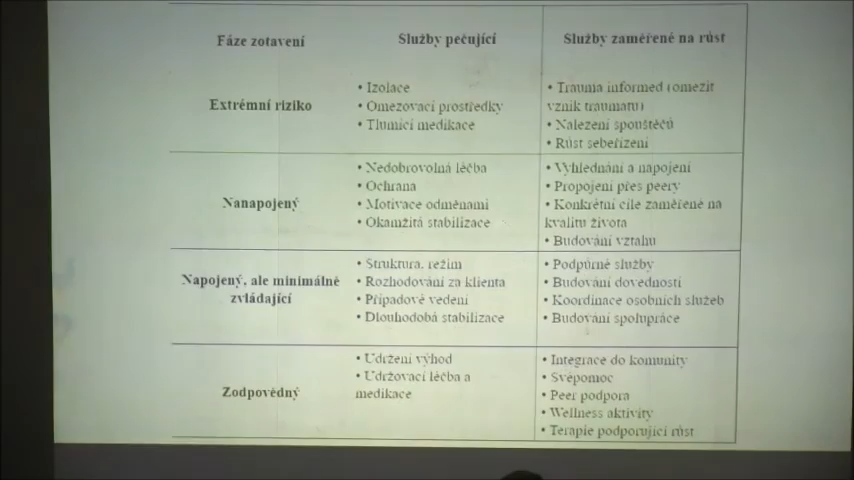 Fáze zotavení
Služby pečující
Služby zaměřené na růst
Extrémní riziko
• Izolace
• Omezovací prostředky
• Tlumící medikace
• Trauma informed (omezit
vznik traumatu)
• Nalezení spouštěčů
• Růst sebeřízení
Nanapojený
• Nedobrovolná léčba
• Ochrana
• Motivace odměnami
• Okamžitá stabilizace
• Vyhlednání a napojení
• Propojení přes peery
• Konkrétní cíle zaměřené na
kvalitu života
• Budování vztahu
Napojený, ale minimálně
zvládající
• Struktura, režim
• Rozhodování za klienta
• Případové vedení
• Dlouhodobá stabilizace
• Podpůrné služby
• Budování dovedností
• Koordinace osobních služeb
• Budování spolupráce
Zodpovědný
• Udržení výhod
• Udržovací léčba a
medikace
• Integrace do komunity
• Svépomoc
• Peer podpora
• Wellness aktivity
• Terapie podporující růst